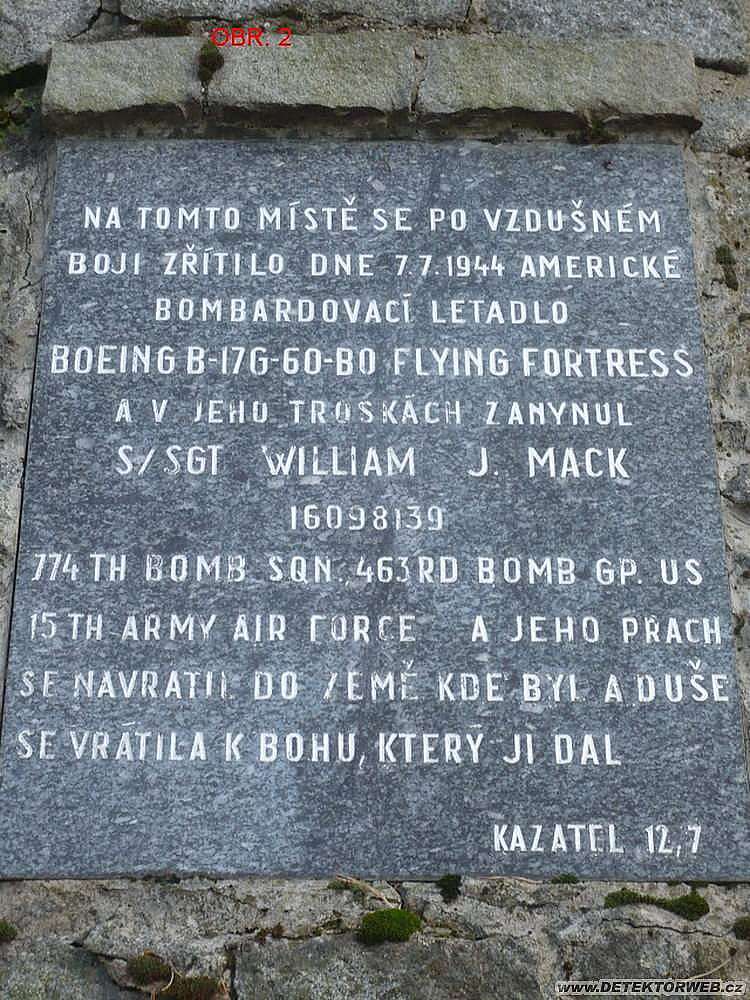 OBR. 2
NA TOMTO MÍSTĚ SE PO VZDUŠNÉM
BOJI ZŘÍTILO DNE 7.7.1944 AMERICKÉ
BOMBARDOVACÍ LETADLO
BOEING B-17G-60-BO FLYING FORTRESS
A V JEHO TROSKÁCH ZAHYNUL
S/SGT WILLIAM J. MACK
16098139
774 TH BOMB SQN., 463RD BOMB GP. US
15TH ARMY AIR FORCE A JEHO PRACH
SE NAVRÁTIL DO ZEMĚ KDE BYL A DUŠE
SE VRÁTILA K BOHU, KTERÝ JI DAL
KAZATEL 12,7
www.DETEKTORWEB.cz